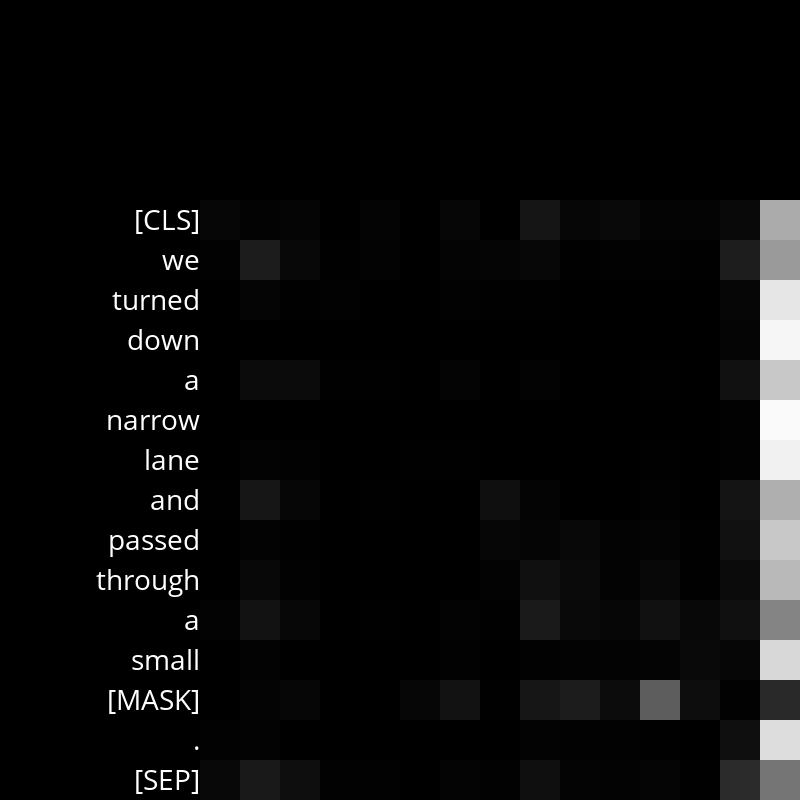 [CLS]
we
turned
down
a
narrow
lane
and
passed
through
a
small
[MASK]
.
[SEP]